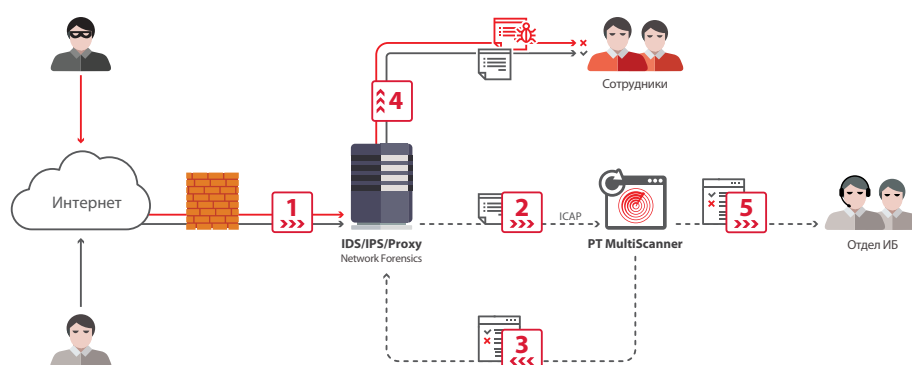 Сотрудники
4
Интернет
1
2
ICAP
5
IDS/IPS/Proxy
Network Forensics
PT MultiScanner
Отдел ИБ
3